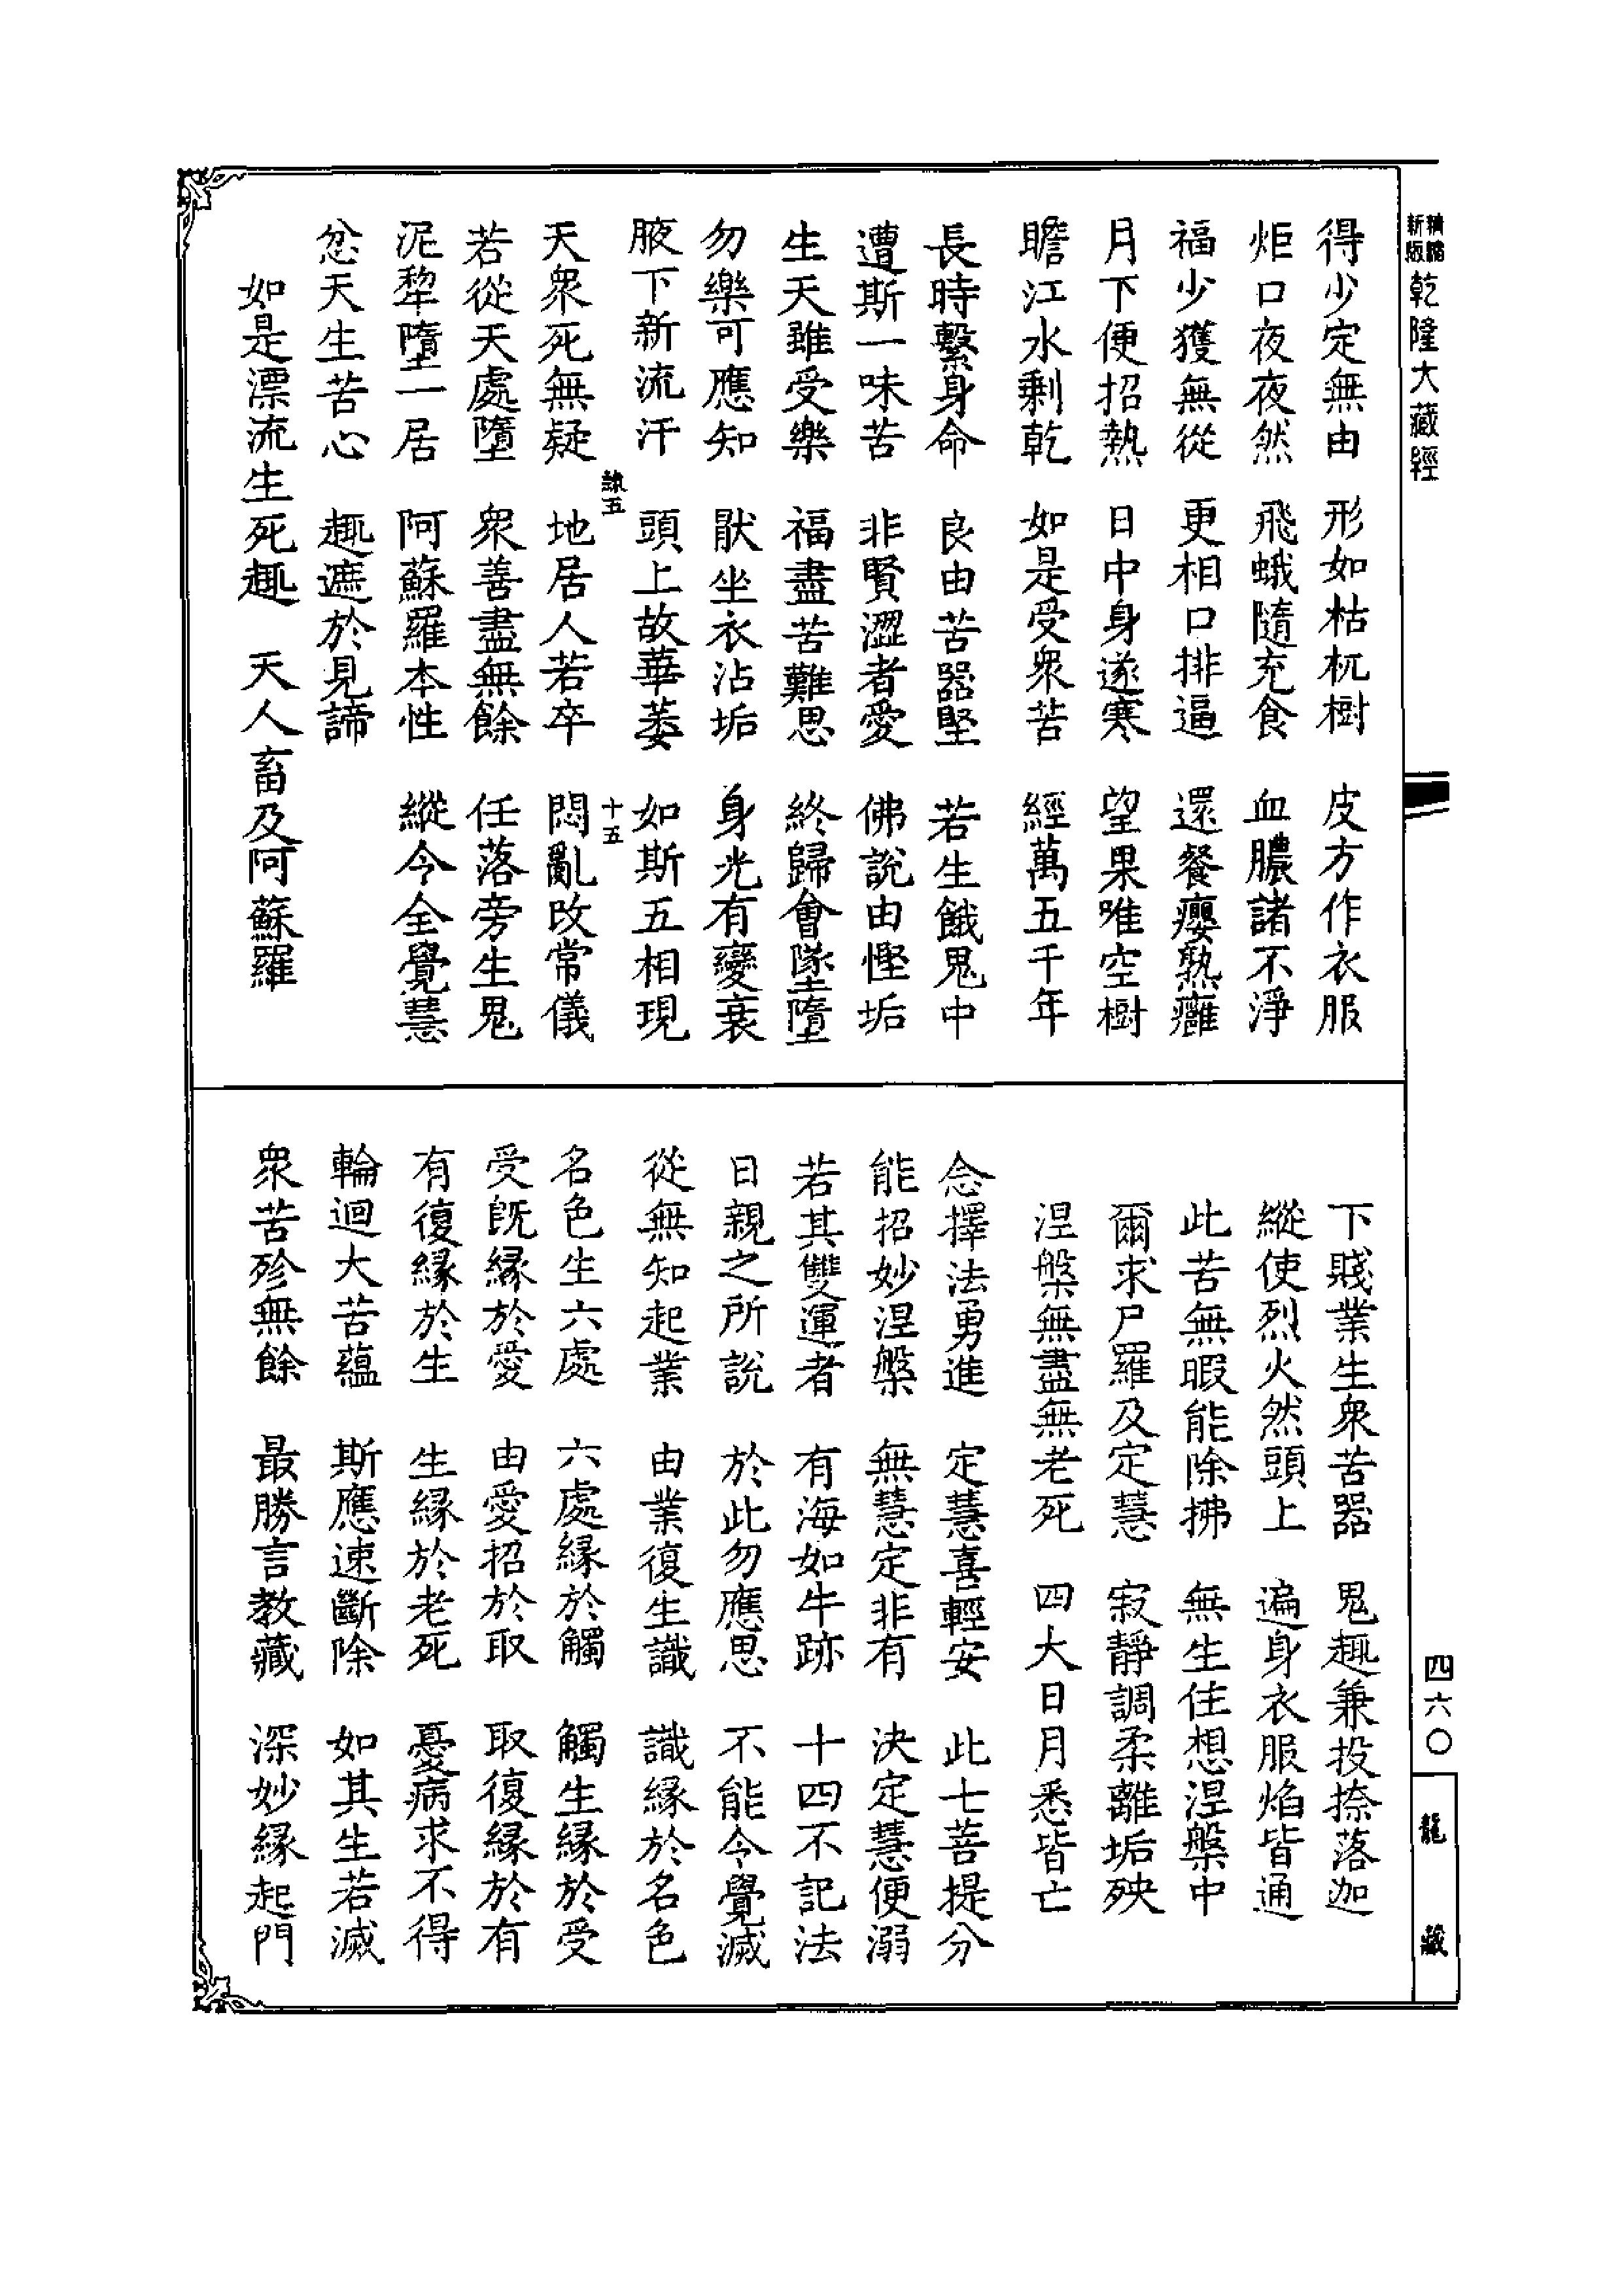 精縮新版 乾隆大藏經
得少定無由　形如枯杌樹　皮方作衣服
炬口夜夜然　飛蛾隨充食　血膿諸不淨
福少獲無從　更相口排逼　還餐癭熟癰
月下便招熱　日中身遂寒　望果唯空樹
瞻江水剩乾　如是受衆苦　經萬五千年
長時繫身命　良由苦器堅　若生餓鬼中
遭斯一味苦　非賢澀者愛　佛說由慳垢
生天雖受樂　福盡苦難思　終歸會墜墮
勿樂可應知　猒坐衣沾垢　身光有變衰
腋下新流汗　頭上故華萎　如斯五相現
隸五　十五
天衆死無疑　地居人若卒　悶亂改常儀
若從天處墮　衆善盡無餘　任落旁生鬼
泥犂墮一居　阿蘇羅本性　縱令全覺慧
忿天生苦心　趣遮於見諦
如是漂流生死趣　天人畜及阿蘇羅
下賤業生衆苦器　鬼趣兼投捺落迦
縱使烈火然頭上　遍身衣服焰皆通
此苦無暇能除拂　無生住想涅槃中
爾求尸羅及定慧　寂靜調柔離垢殃
涅槃無盡無老死　四大日月悉皆亡
念擇法勇進　定慧喜輕安　此七菩提分
能招妙涅槃　無慧定非有　決定慧便溺
若其雙運者　有海如牛跡　十四不記法
日親之所說　於此勿應思　不能令覺滅
從無知起業　由業復生識　識緣於名色
名色生六處　六處緣於觸　觸生緣於受
受既緣於愛　由愛招於取　取復緣於有
有復緣於生　生緣於老死　憂病求不得
輪迴大苦蘊　斯應速斷除　如其生若滅
衆苦殄無餘　最勝言教藏　深妙緣起門
四六〇
龍藏